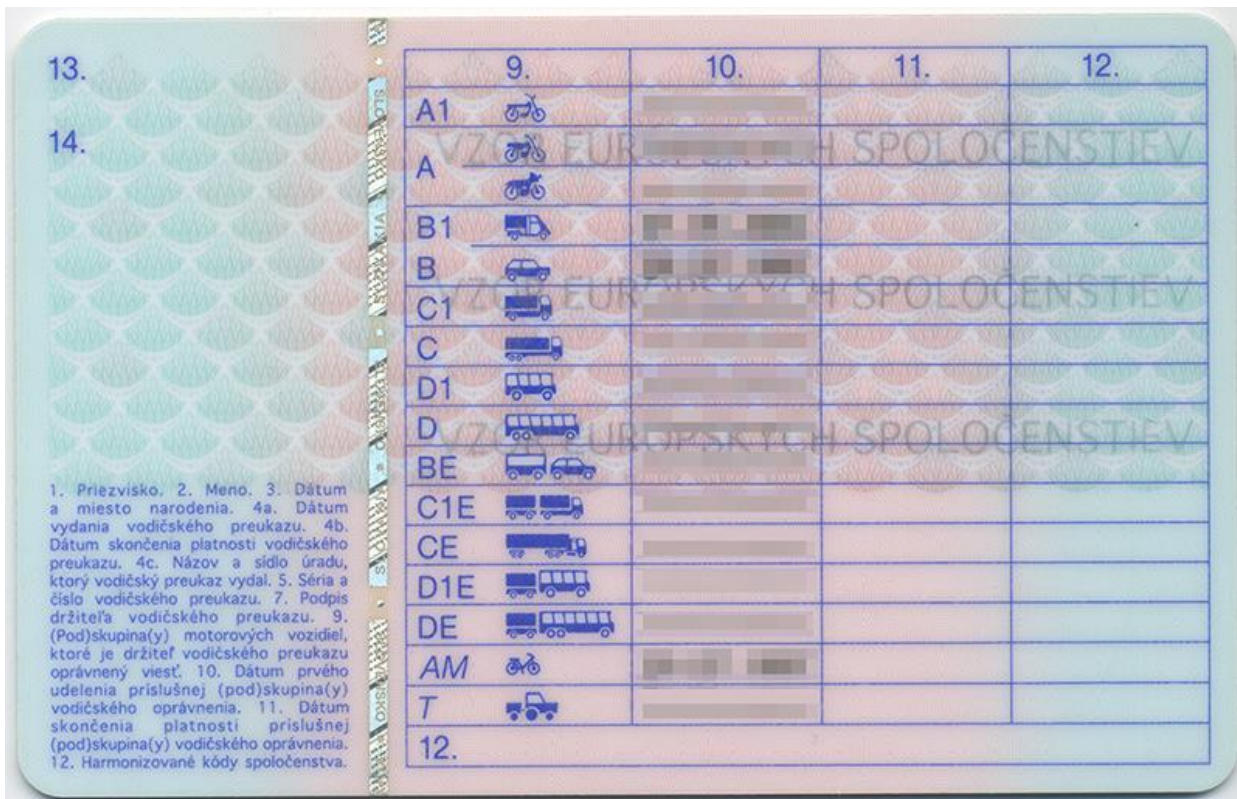 13.
14.
1. Priezvisko. 2. Meno. 3. Dátum
a miesto narodenia. 4a. Dátum
vydania vodičského preukazu. 4b.
Dátum skončenia platnosti vodičského
preukazu. 4c. Názov a sídlo úradu,
ktorý vodičský preukaz vydal. 5. Séria a
číslo vodičského preukazu. 7. Podpis
držiteľa vodičského preukazu. 9.
(Pod)skupina(y) motorových vozidiel,
ktoré je držiteľ vodičského preukazu
oprávnený viesť. 10. Dátum prvého
udelenia príslušnej (pod)skupina(y)
vodičského oprávnenia. 11. Dátum
skončenia platnosti príslušnej
(pod)skupina(y) vodičského oprávnenia.
12. Harmonizované kódy spoločenstva.
9. 10. 11. 12.
A1
VZOR EURÓPSKYCH SPOLOČENSTIEV
A
B1
B
VZOR EURÓPSKYCH SPOLOČENSTIEV
C1
C
D1
D
VZOR EURÓPSKYCH SPOLOČENSTIEV
BE
C1E
CE
D1E
DE
AM
T
12.